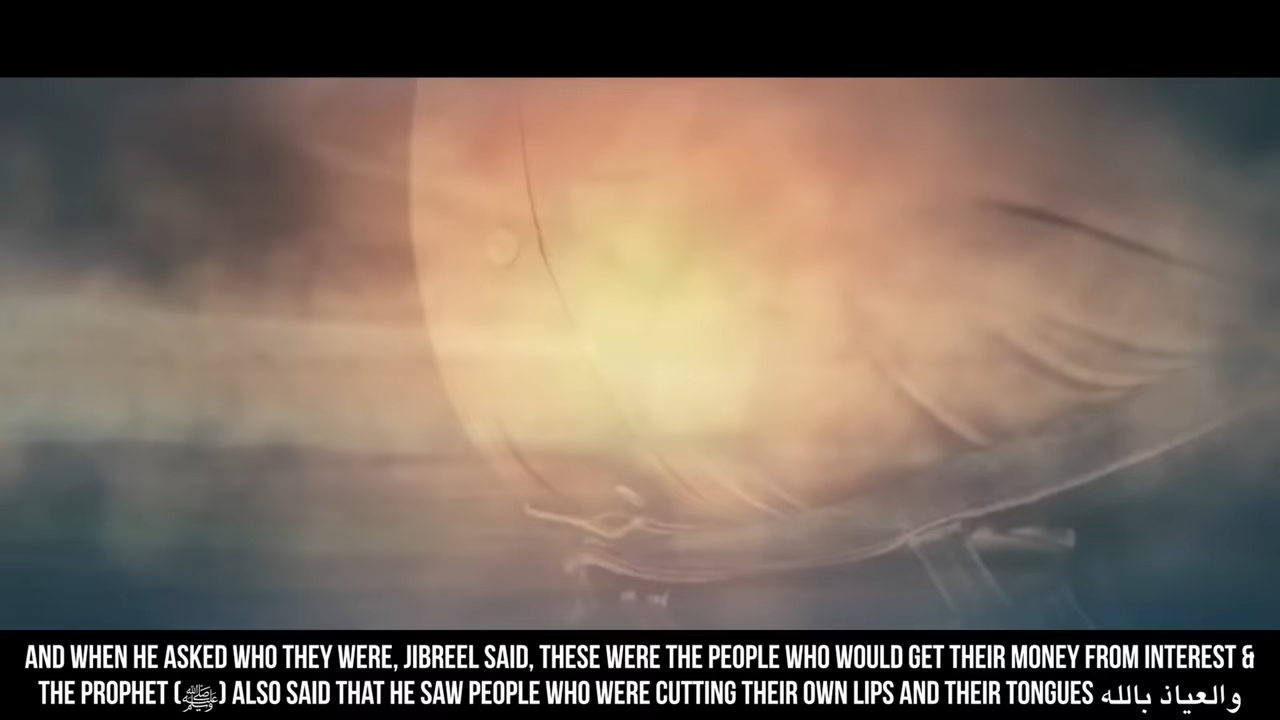 AND WHEN HE ASKED WHO THEY WERE, JIBREEL SAID, THESE WERE THE PEOPLE WHO WOULD GET THEIR MONEY FROM INTEREST &
THE PROPHET (ﷺ) ALSO SAID THAT HE SAW PEOPLE WHO WERE CUTTING THEIR OWN LIPS AND THEIR TONGUES والعياذ بالله